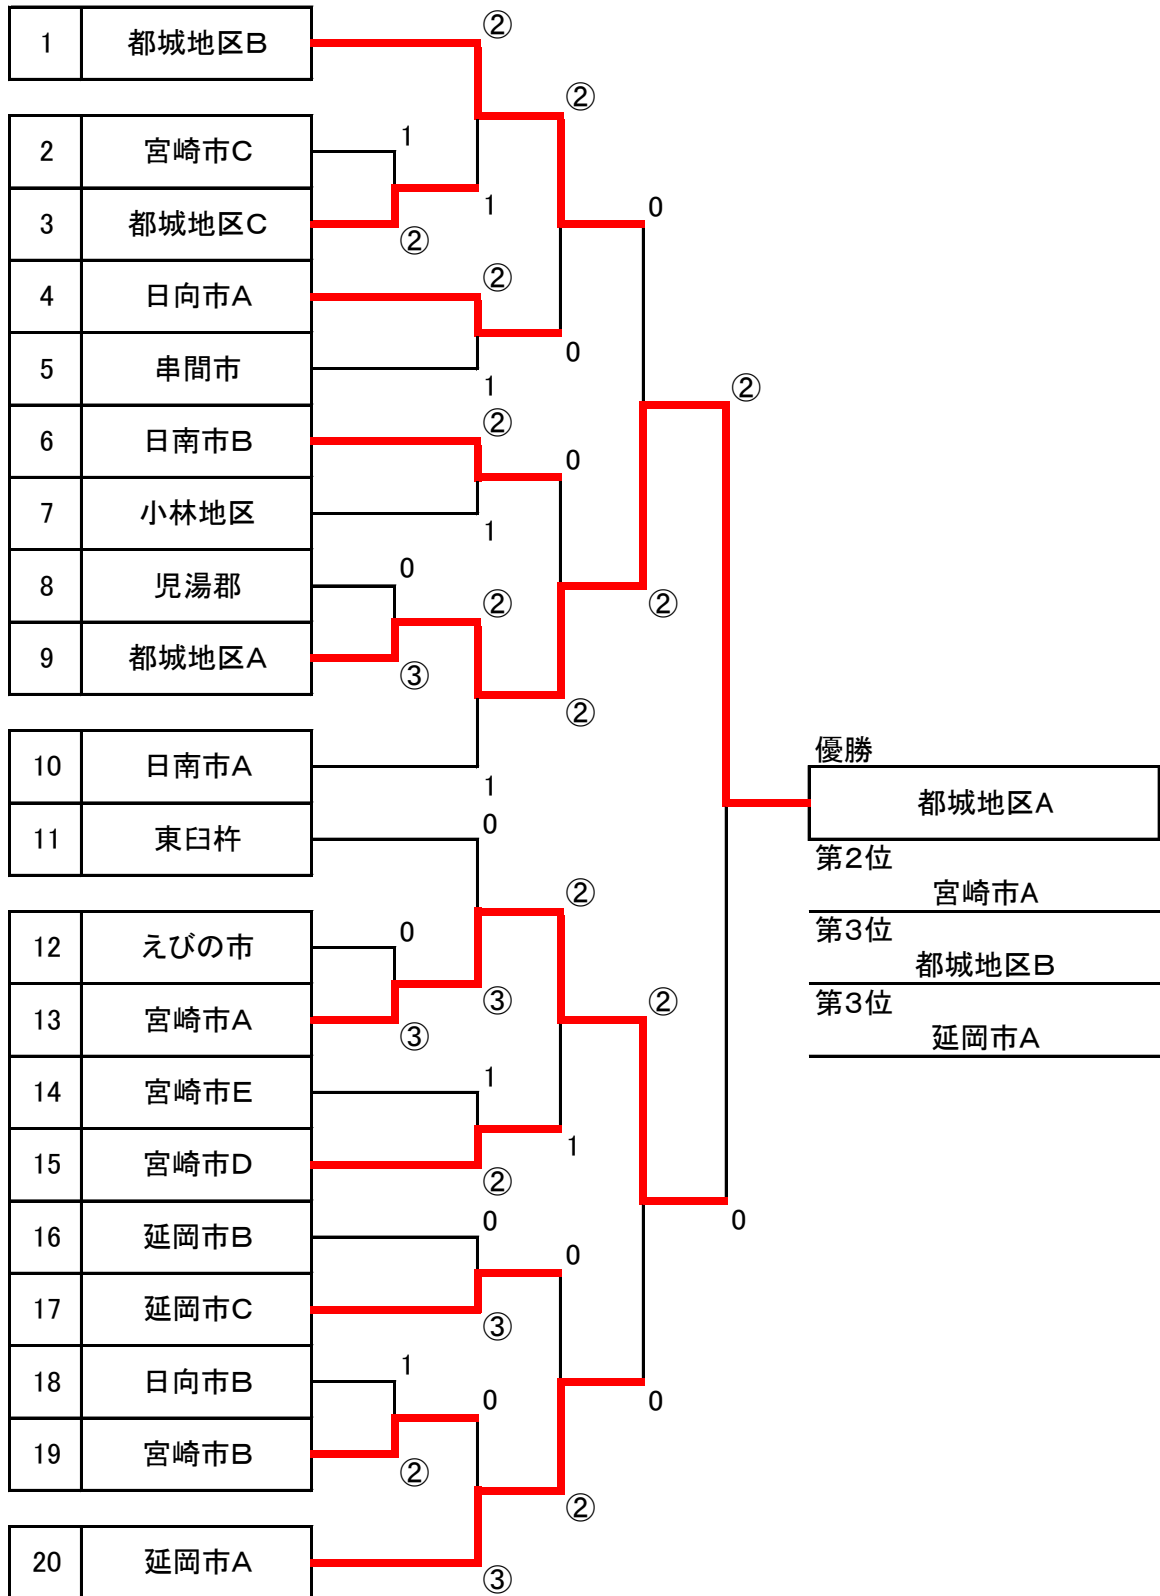 1 都城地区B
②
②
2 宮崎市C
1
3 都城地区C
1
0
②
4 日向市A
②
0
5 串間市
1
②
6 日南市B
②
0
7 小林地区
1
8 児湯郡
0
②
②
9 都城地区A
③
②
10 日南市A
1
優勝
都城地区A
11 東臼杵
0
第2位
宮崎市A
②
12 えびの市
0
第3位
都城地区B
13 宮崎市A
③
③
②
第3位
延岡市A
14 宮崎市E
1
15 宮崎市D
②
1
16 延岡市B
0
0
0
17 延岡市C
③
18 日向市B
1
0
0
19 宮崎市B
②
②
20 延岡市A
③